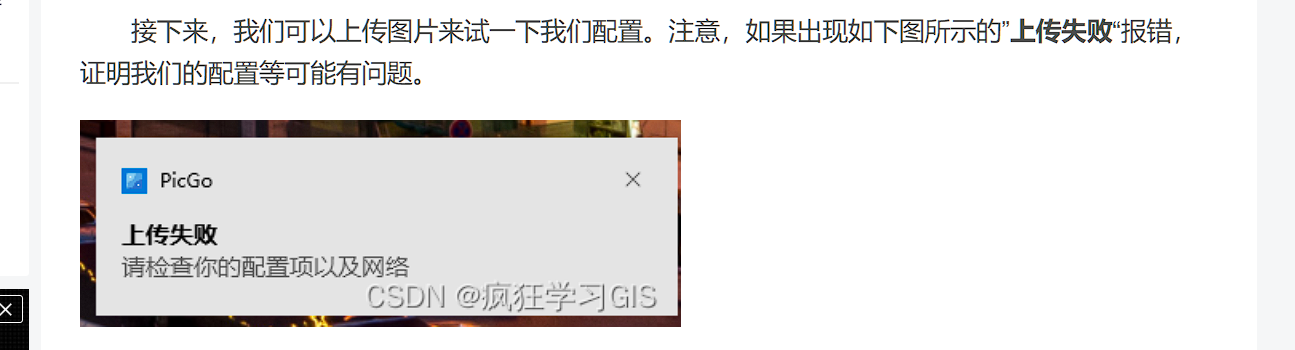 接下来，我们可以上传图片来试一下我们配置。注意，如果出现如下图所示的”上传失败“报错，
证明我们的配置等可能有问题。
PicGo
上传失败
请检查你的配置项以及网络
CSDN @疯狂学习GIS